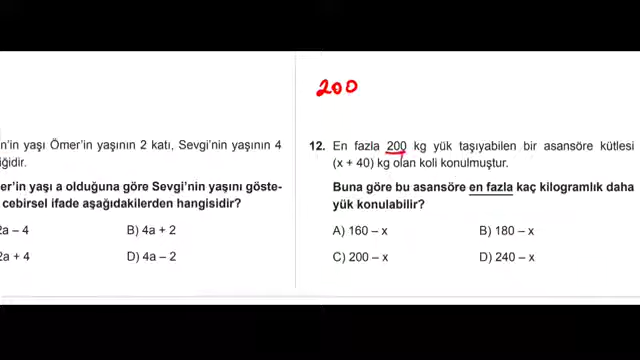 200
n'in yaşı Ömer'in yaşının 2 katı, Sevgi'nin yaşının 4
ğidir.
er'in yaşı a olduğuna göre Sevgi'nin yaşını göste-
cebirsel ifade aşağıdakilerden hangisidir?
2a – 4
B) 4a + 2
2a + 4
D) 4a – 2
12. En fazla 200 kg yük taşıyabilen bir asansöre kütlesi
(x + 40) kg olan koli konulmuştur.
Buna göre bu asansöre en fazla kaç kilogramlık daha
yük konulabilir?
A) 160 – x
B) 180 – x
C) 200 – x
D) 240 – x